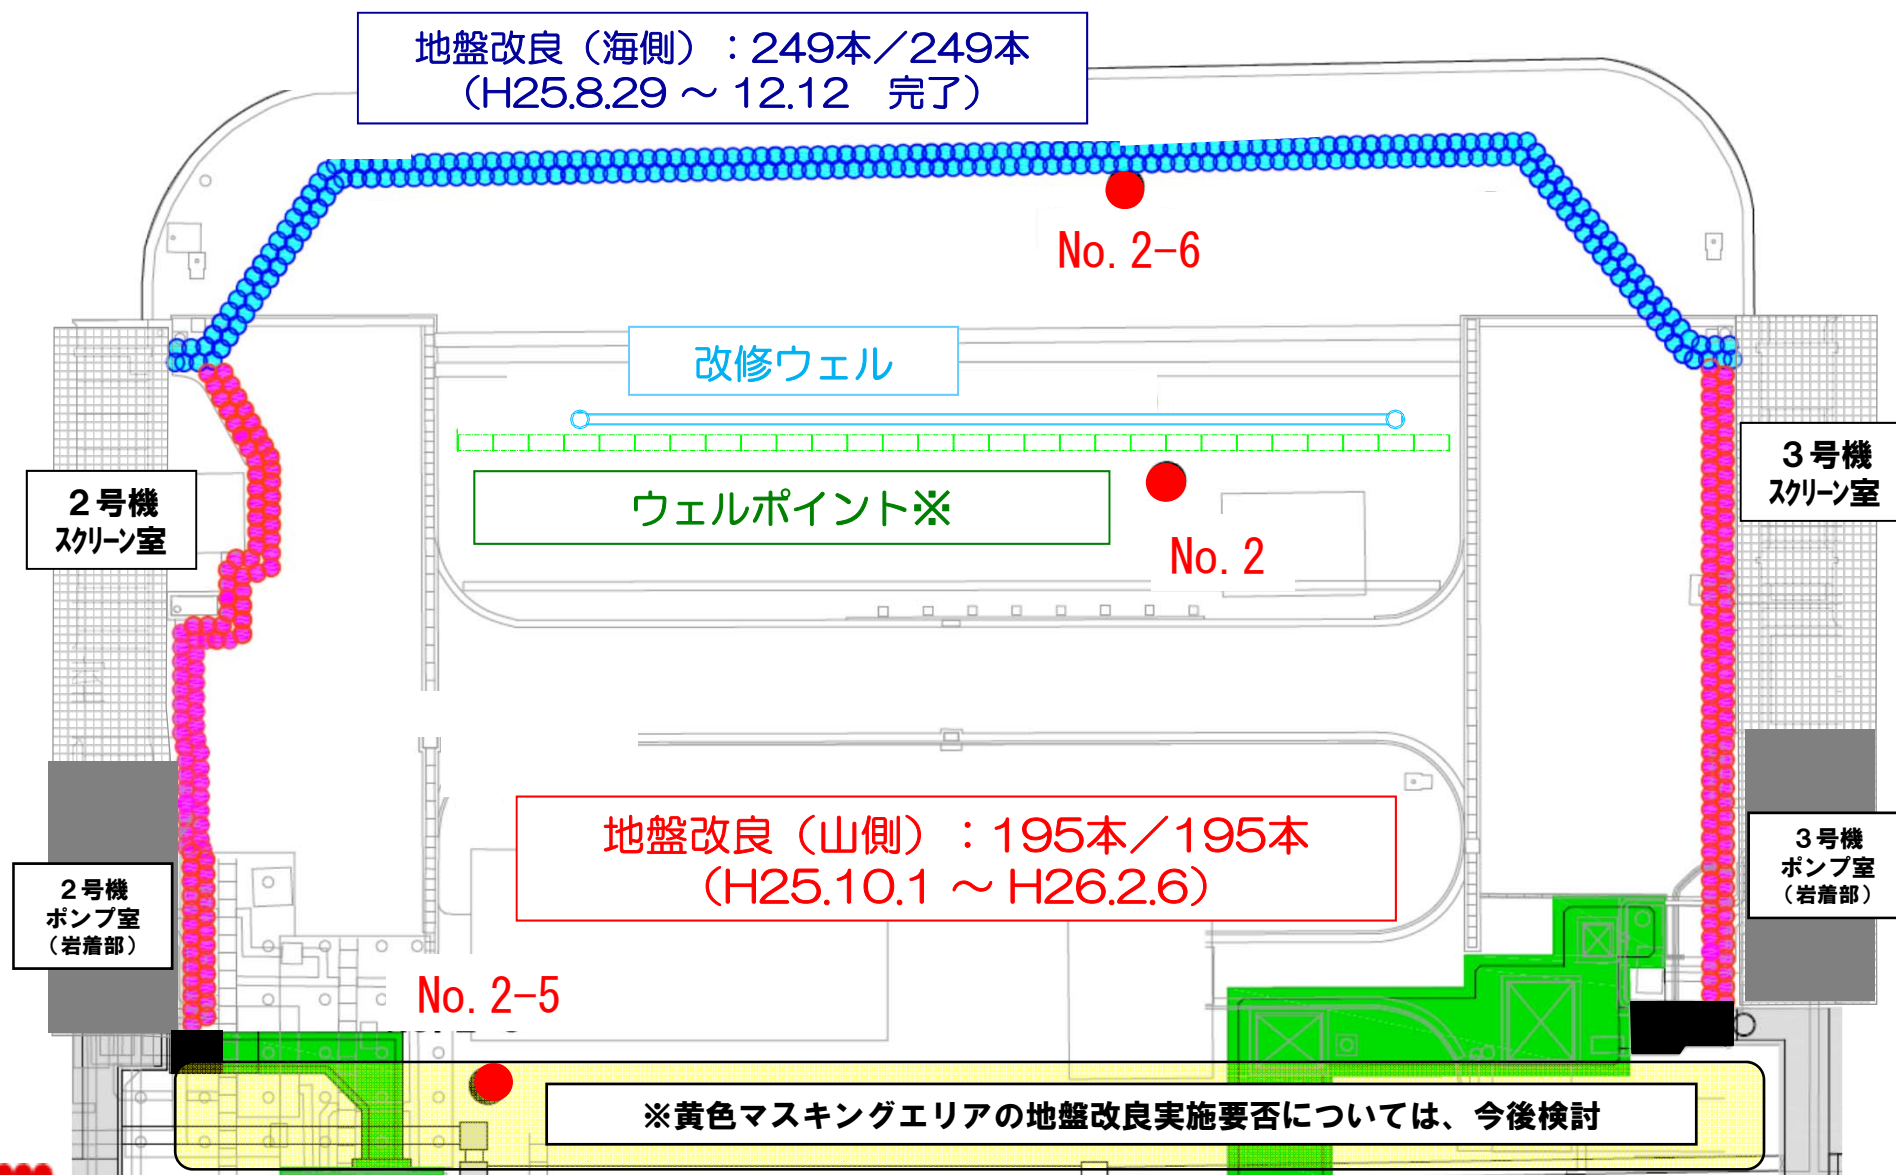 地盤改良（海側）：249本／249本
（H25.8.29 ～ 12.12　完了）
No. 2-6
改修ウェル
２号機
スクリーン室
３号機
スクリーン室
ウェルポイント※
No. 2
地盤改良（山側）：195本／195本
（H25.10.1 ～ H26.2.6）
２号機
ポンプ室
（岩着部）
３号機
ポンプ室
（岩着部）
No. 2-5
※黄色マスキングエリアの地盤改良実施要否については、今後検討